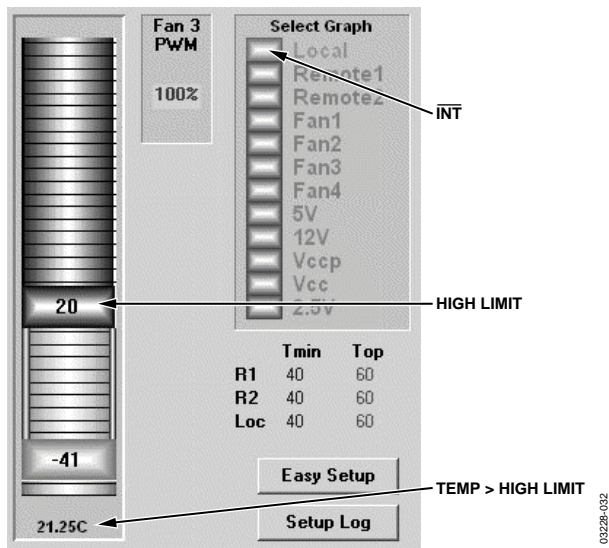 Fan 3
PWM
100%
Select Graph
Local
Remote1
Remote2
Fan1
Fan2
Fan3
Fan4
5V
12V
Vccp
Vcc
2.5V
INT
20
HIGH LIMIT
Tmin Top
R1 40 60
R2 40 60
Loc 40 60
-41
Easy Setup
TEMP > HIGH LIMIT
21.25C
Setup Log
03228-032